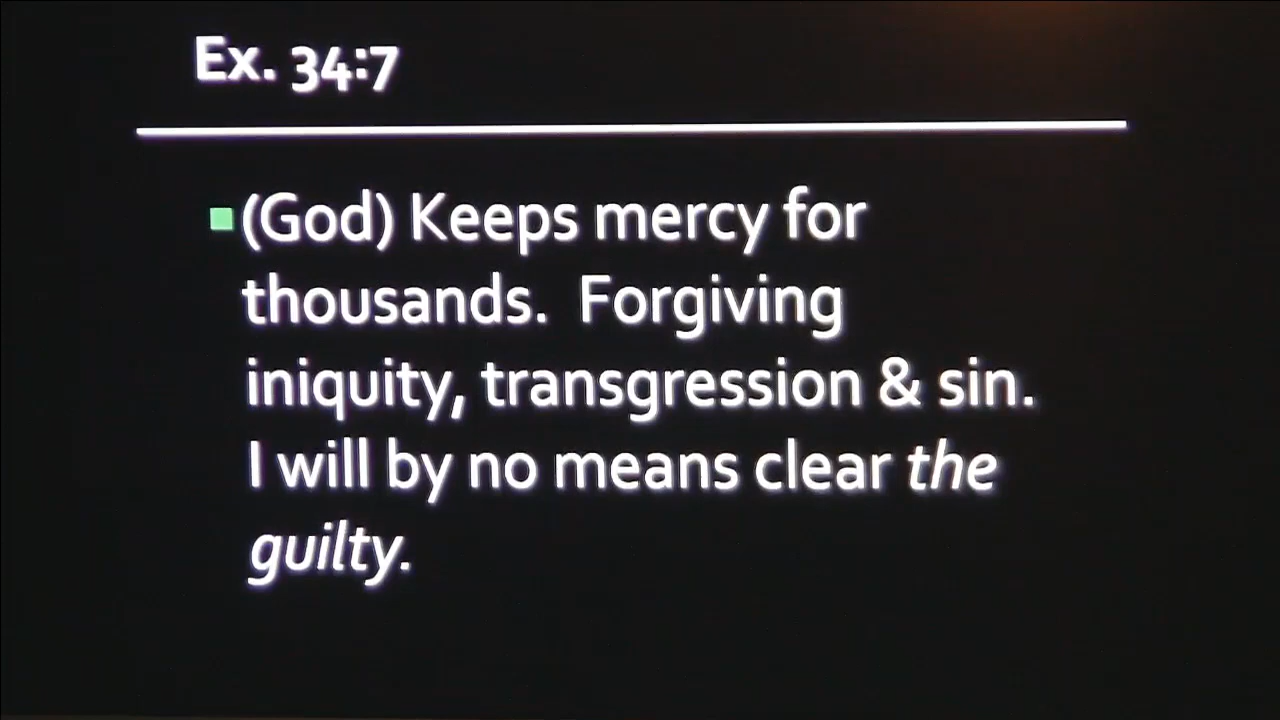 Ex. 34:7
(God) Keeps mercy for
thousands.  Forgiving
iniquity, transgression & sin.
I will by no means clear the
guilty.